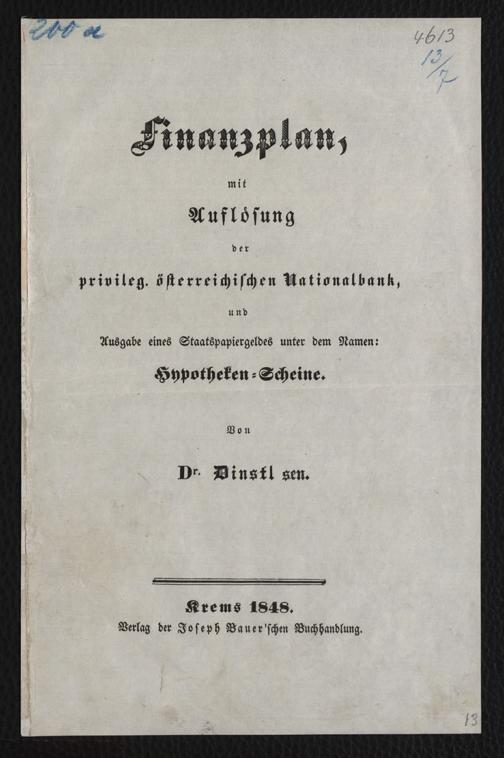 200 a
4613
13/7
Finanzplan,
mit
Auflösung
der
privileg. österreichischen Nationalbank,
und
Ausgabe eines Staatspapiergeldes unter dem Namen:
Hypotheken-Scheine.
Von
Dr. Dinstl sen.
Krems 1848.
Verlag der Joseph Bauer'schen Buchhandlung.
13